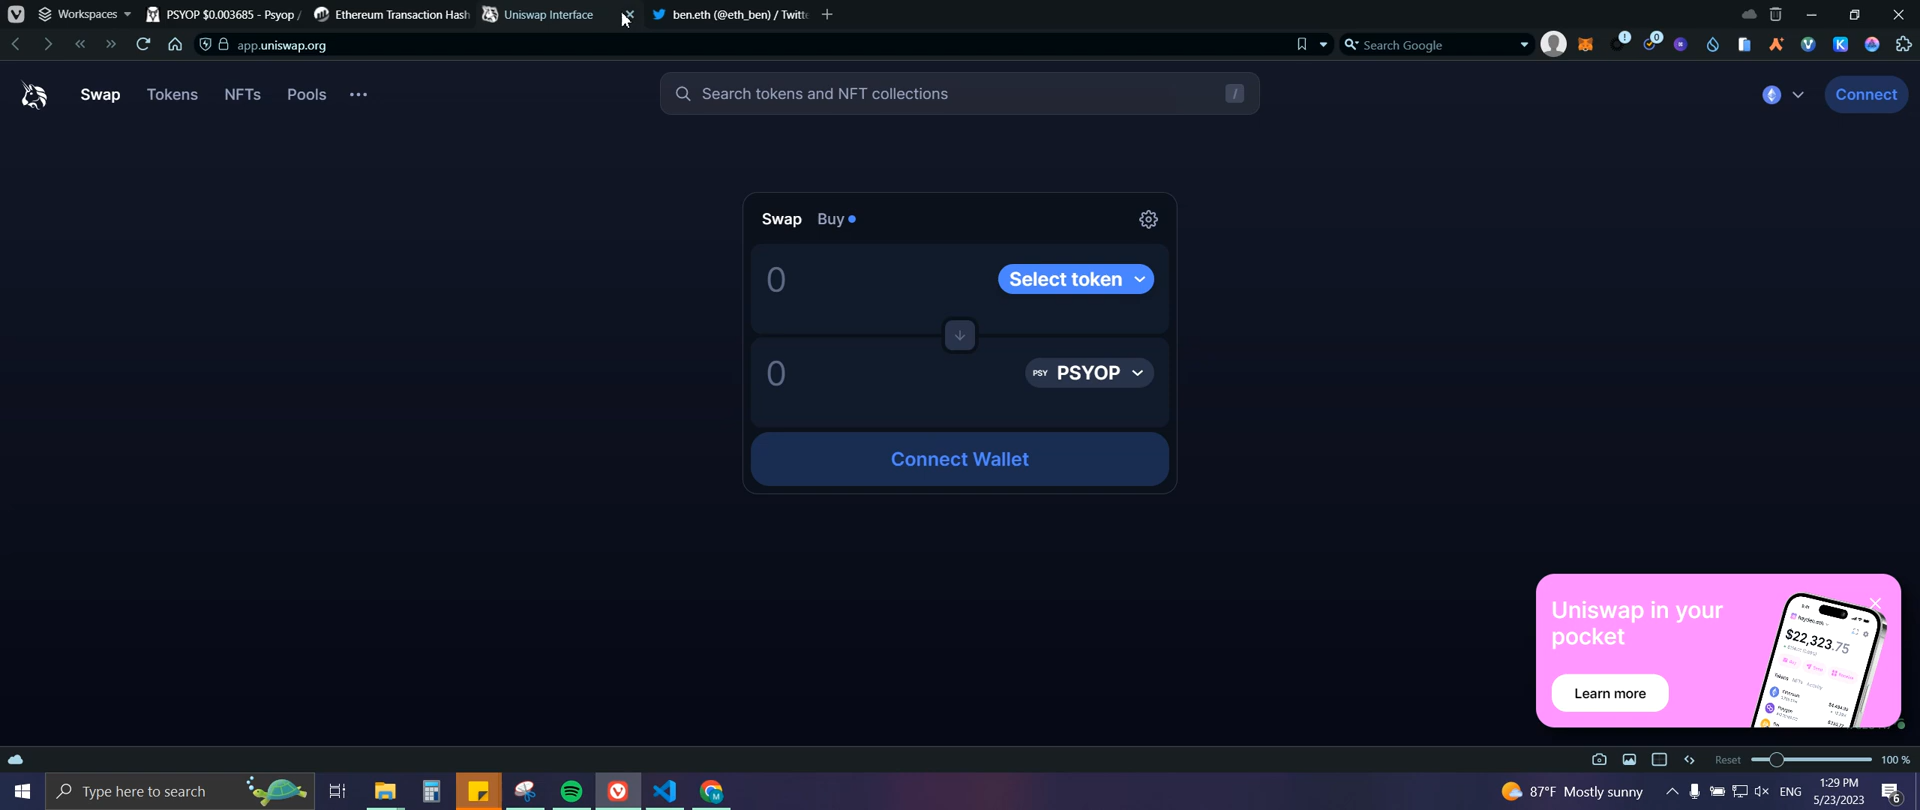 Workspaces
PSYOP $0.003685 - Psyop /
Ethereum Transaction Hash
Uniswap Interface
ben.eth (@eth_ben) / Twitte
app.uniswap.org
Search Google
Swap
Tokens
NFTs
Pools
Search tokens and NFT collections
/
Connect
Swap
Buy
0
Select token
0
PSY
PSYOP
Connect Wallet
Uniswap in your
pocket
Learn more
$22,323.75
Reset
100 %
Type here to search
87°F Mostly sunny
ENG
1:29 PM
5/23/2023
6